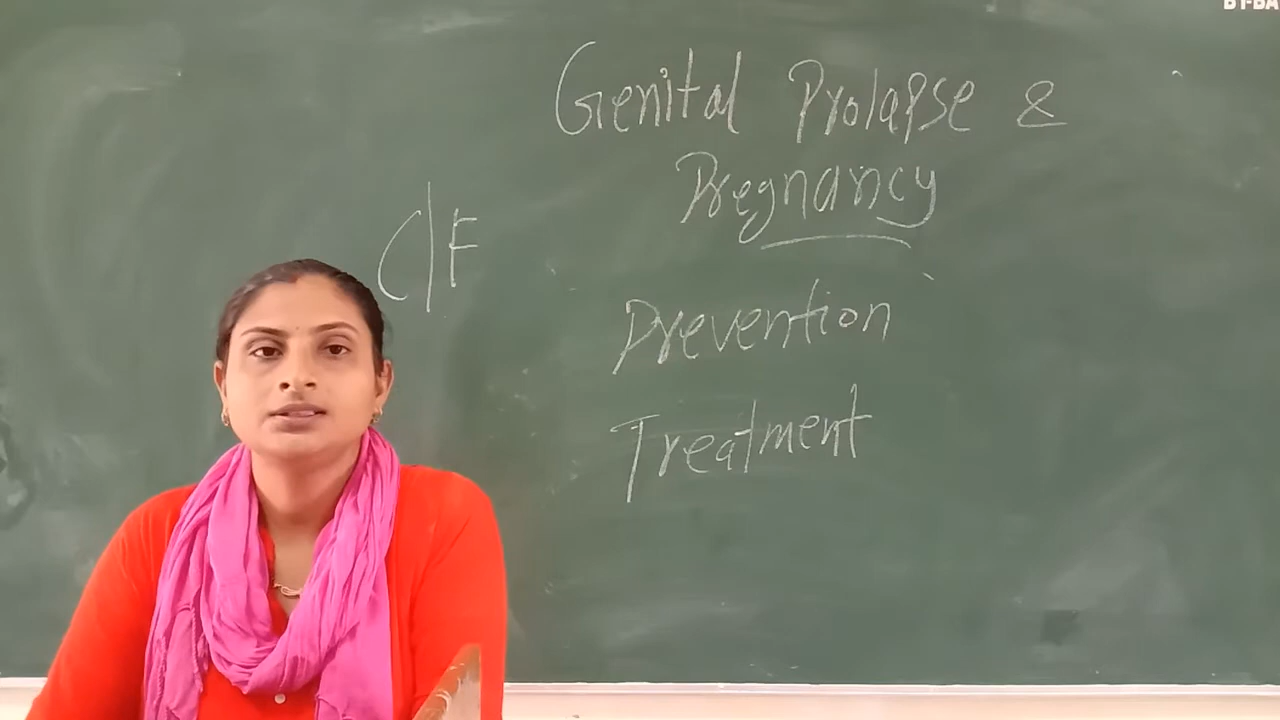 Genital Prolapse &
Pregnancy
C/F
Prevention
Treatment